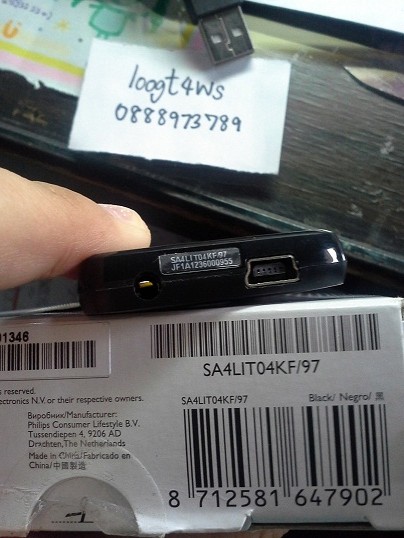 loogt4ws
0888973789
SA4LIT04KF/97
JF1A1236000955
01346
SA4LIT04KF/97
s reserved.
ectronics N.V. or their respective owners.
Виробник/Manufacturer:
Philips Consumer Lifestyle B.V.
Tussendiepen 4, 9206 AD
Drachten, The Netherlands
Made in China/Fabricado en
China/中國製造
SA4LIT04KF/97 Black/ Negro/ 黑
8 712581 647902